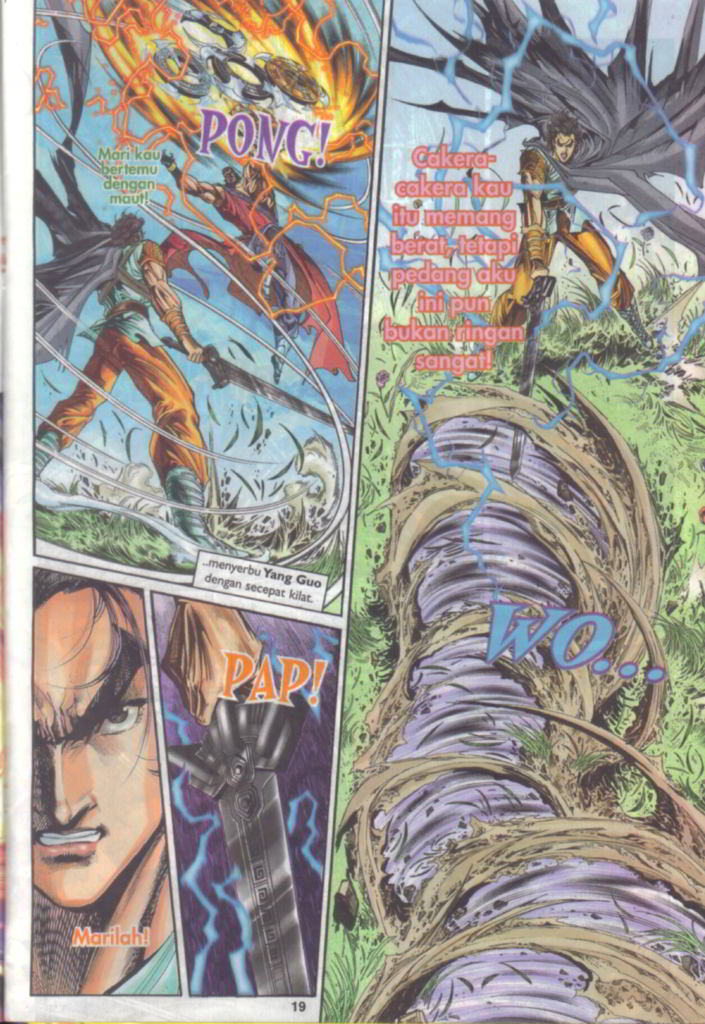 PONG!
Mari kau
bertemu
dengan
maut!
..menyerbu Yang Guo
dengan secepat kilat.
Marilah!
PAP!
Cakera-
cakera kau
itu memang
berat, tetapi
pedang aku
ini pun
bukan ringan
sangat!
WO...
19